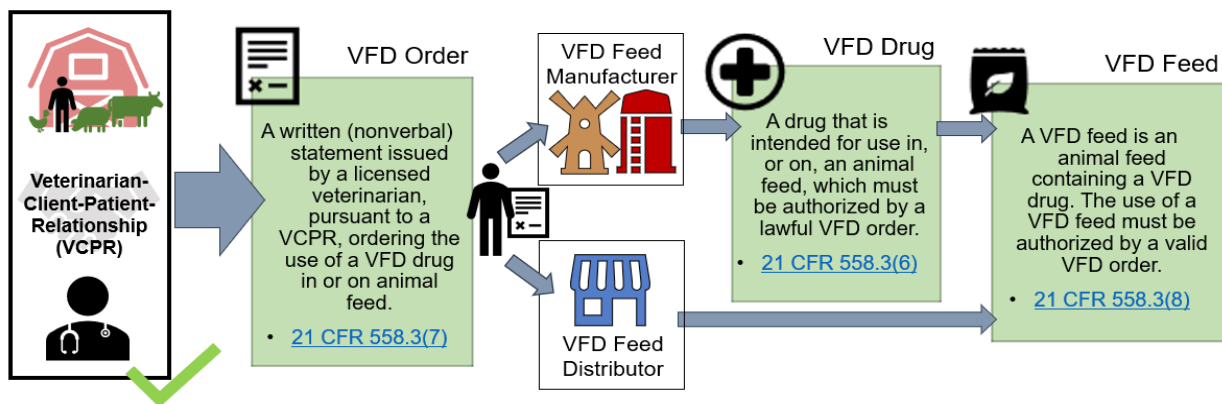 Veterinarian-
Client-Patient-
Relationship
(VCPR)
VFD Order
A written (nonverbal)
statement issued
by a licensed
veterinarian,
pursuant to a
VCPR, ordering the
use of a VFD drug
in or on animal
feed.
• 21 CFR 558.3(7)
VFD Feed
Manufacturer
VFD Feed
Distributor
VFD Drug
A drug that is
intended for use in,
or on, an animal
feed, which must
be authorized by a
lawful VFD order.
• 21 CFR 558.3(6)
VFD Feed
A VFD feed is an
animal feed
containing a VFD
drug. The use of a
VFD feed must be
authorized by a valid
VFD order.
• 21 CFR 558.3(8)